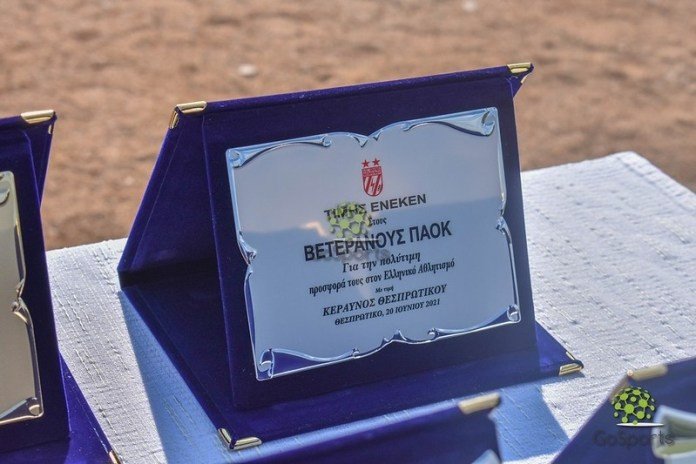 ΤΙΜΗΣ ΕΝΕΚΕΝ
Στους
ΒΕΤΕΡΑΝΟΥΣ ΠΑΟΚ
Για την πολύτιμη
προσφορά τους στον Ελληνικό Αθλητισμό
Με τιμή
ΚΕΡΑΥΝΟΣ ΘΕΣΠΡΩΤΙΚΟΥ
ΘΕΣΠΡΩΤΙΚΟ, 20 ΙΟΥΝΙΟΥ 2021
GoSports